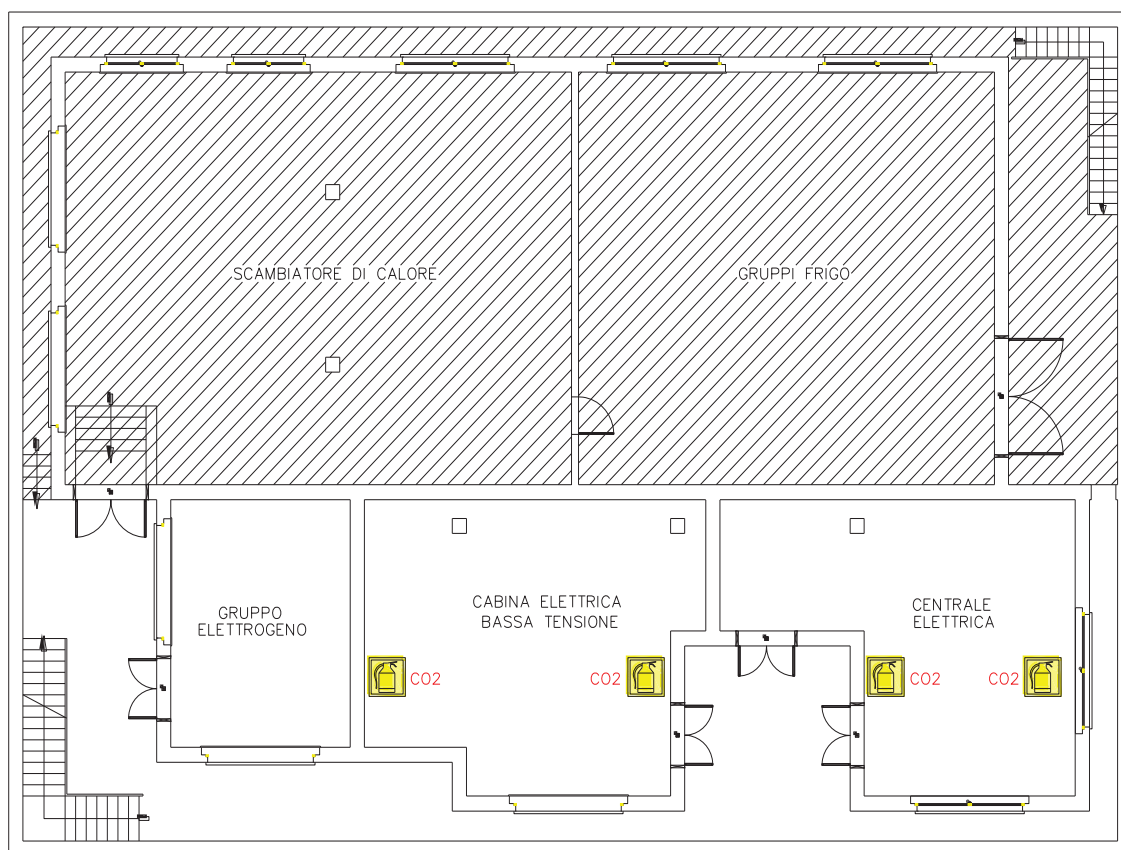 SCAMBIATORE DI CALORE
GRUPPI FRIGO
GRUPPO
ELETTROGENO
CABINA ELETTRICA
BASSA TENSIONE
CENTRALE
ELETTRICA
CO2
CO2
CO2
CO2